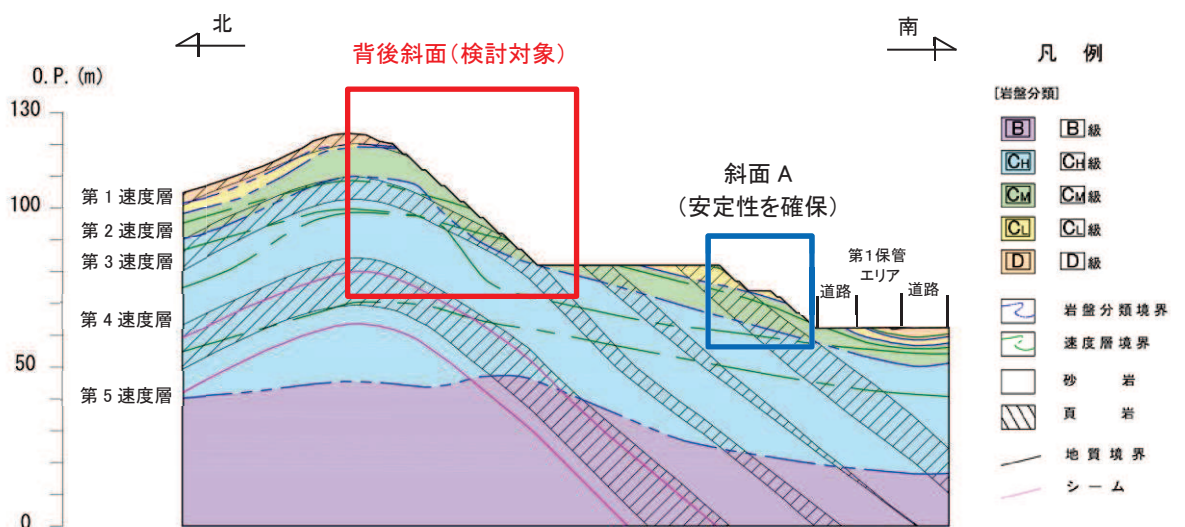 北
南
背後斜面(検討対象)
O.P.(m)
130
100
50
0
第1速度層
第2速度層
第3速度層
第4速度層
第5速度層
斜面 A
(安定性を確保)
第1保管
エリア
道路
道路
凡 例
[岩盤分類]
B B級
CH CH級
CM CM級
CL CL級
D D級
岩盤分類境界
速度層境界
砂 岩
頁 岩
地質境界
シーム